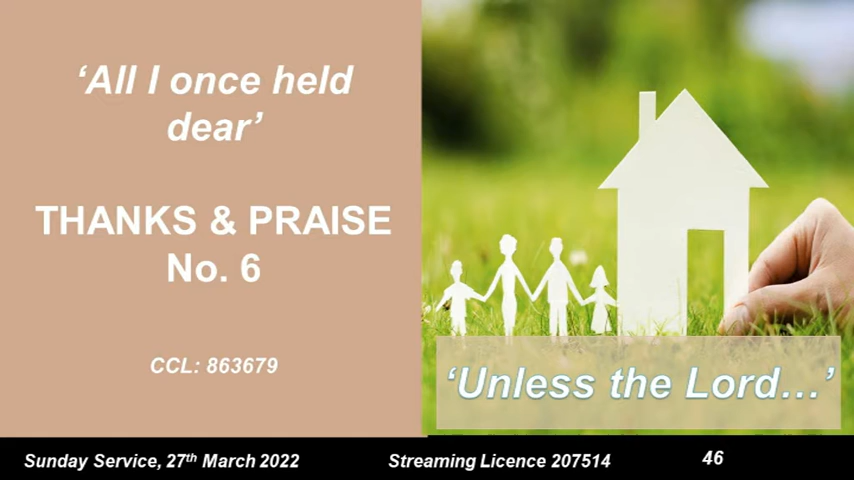 ‘All I once held
dear’
THANKS & PRAISE
No. 6
CCL: 863679
‘Unless the Lord...’
Sunday Service, 27th March 2022
Streaming Licence 207514
46